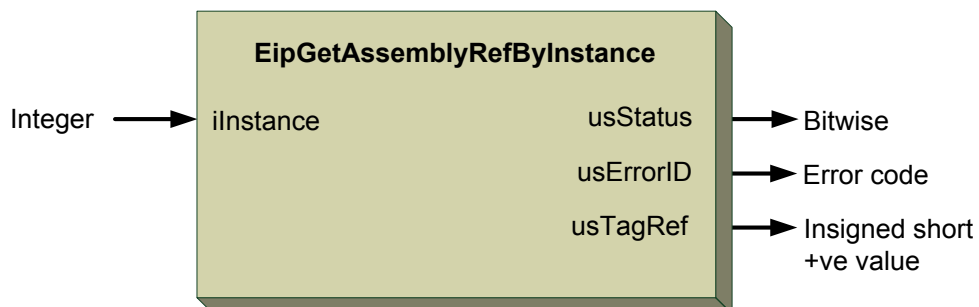 EipGetAssemblyRefByInstance
Integer
iInstance
usStatus
Bitwise
usErrorID
Error code
usTagRef
Insigned short
+ve value